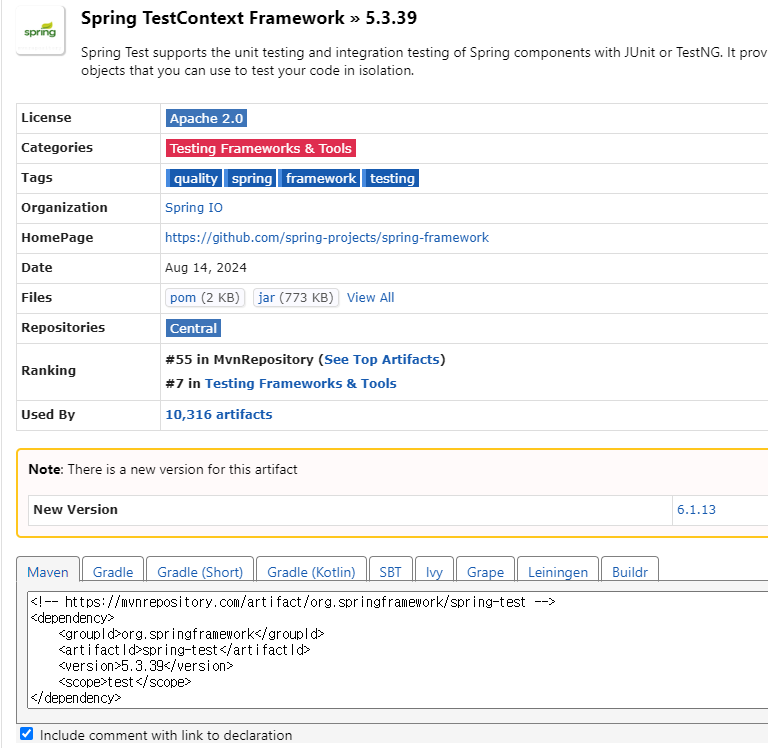 spring
Spring TestContext Framework » 5.3.39
Spring Test supports the unit testing and integration testing of Spring components with JUnit or TestNG. It prov
objects that you can use to test your code in isolation.
License Apache 2.0
Categories Testing Frameworks & Tools
Tags quality spring framework testing
Organization Spring IO
HomePage https://github.com/spring-projects/spring-framework
Date Aug 14, 2024
Files pom (2 KB) jar (773 KB) View All
Repositories Central
Ranking #55 in MvnRepository (See Top Artifacts)
#7 in Testing Frameworks & Tools
Used By 10,316 artifacts
Note: There is a new version for this artifact
New Version 6.1.13
Maven Gradle Gradle (Short) Gradle (Kotlin) SBT Ivy Grape Leiningen Buildr
<!-- https://mvnrepository.com/artifact/org.springframework/spring-test -->
<dependency>
    <groupId>org.springframework</groupId>
    <artifactId>spring-test</artifactId>
    <version>5.3.39</version>
    <scope>test</scope>
</dependency>
Include comment with link to declaration